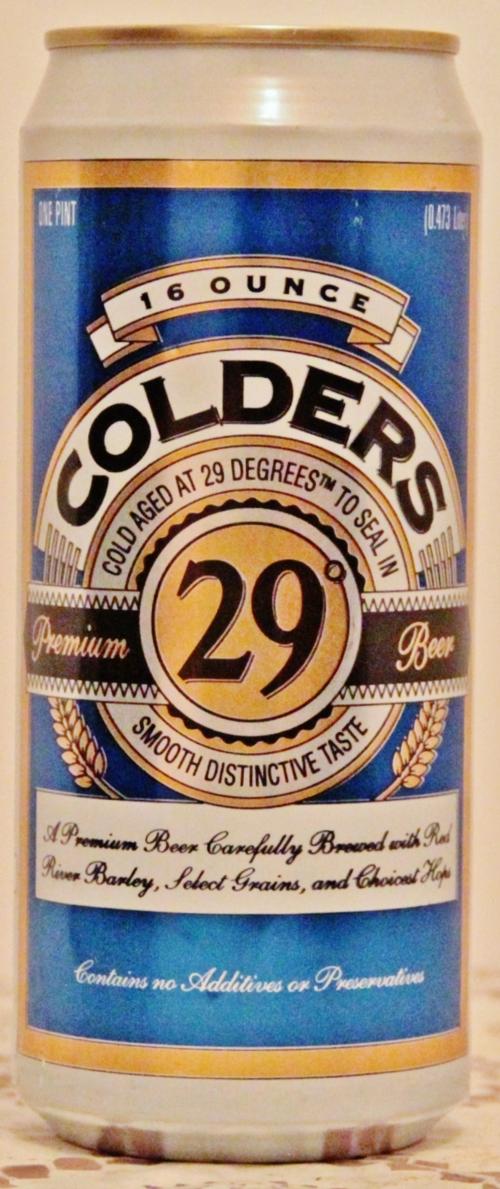 ONE PINT
(0.473
16 OUNCE
COLDERS
COLD AGED AT 29 DEGREES™ TO SEAL IN
29°
Premium Beer
SMOOTH DISTINCTIVE TASTE
A Premium Beer Carefully Brewed with Red
River Barley, Select Grains, and Choicest Hops
Contains no Additives or Preservatives